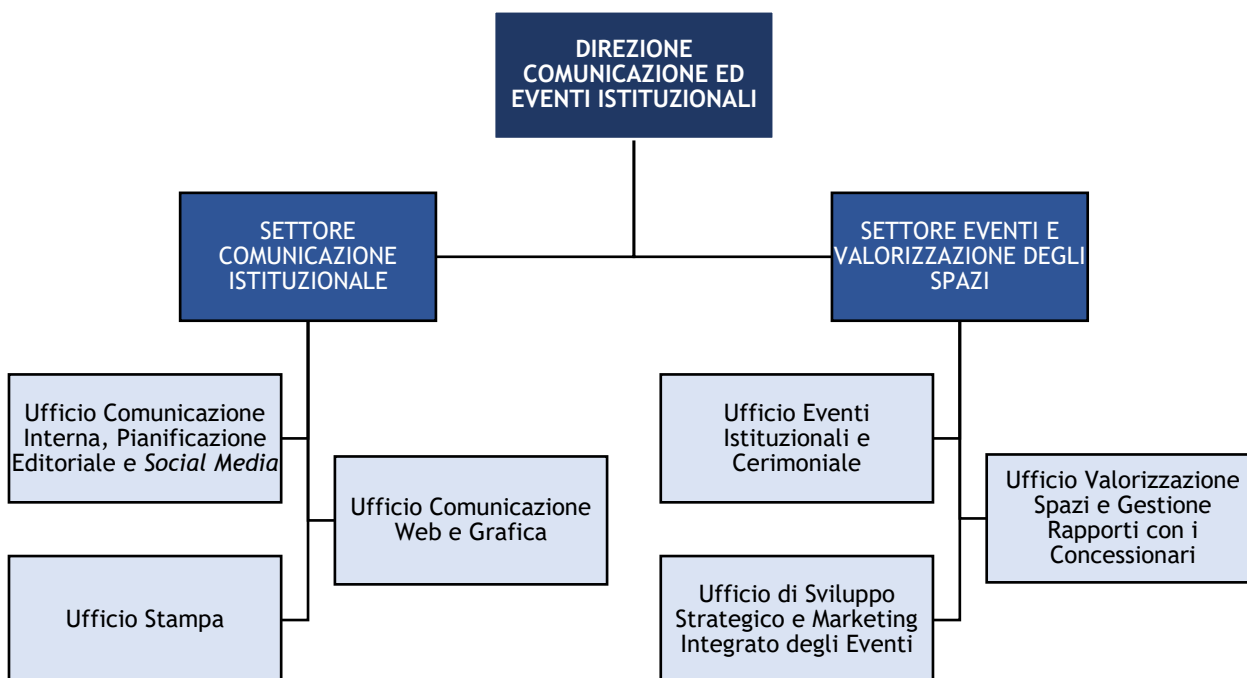 DIREZIONE
COMUNICAZIONE ED
EVENTI ISTITUZIONALI
SETTORE
COMUNICAZIONE
ISTITUZIONALE
SETTORE EVENTI E
VALORIZZAZIONE DEGLI
SPAZI
Ufficio Comunicazione
Interna, Pianificazione
Editoriale e Social Media
Ufficio Comunicazione
Web e Grafica
Ufficio Stampa
Ufficio Eventi
Istituzionali e
Cerimoniale
Ufficio Valorizzazione
Spazi e Gestione
Rapporti con i
Concessionari
Ufficio di Sviluppo
Strategico e Marketing
Integrato degli Eventi